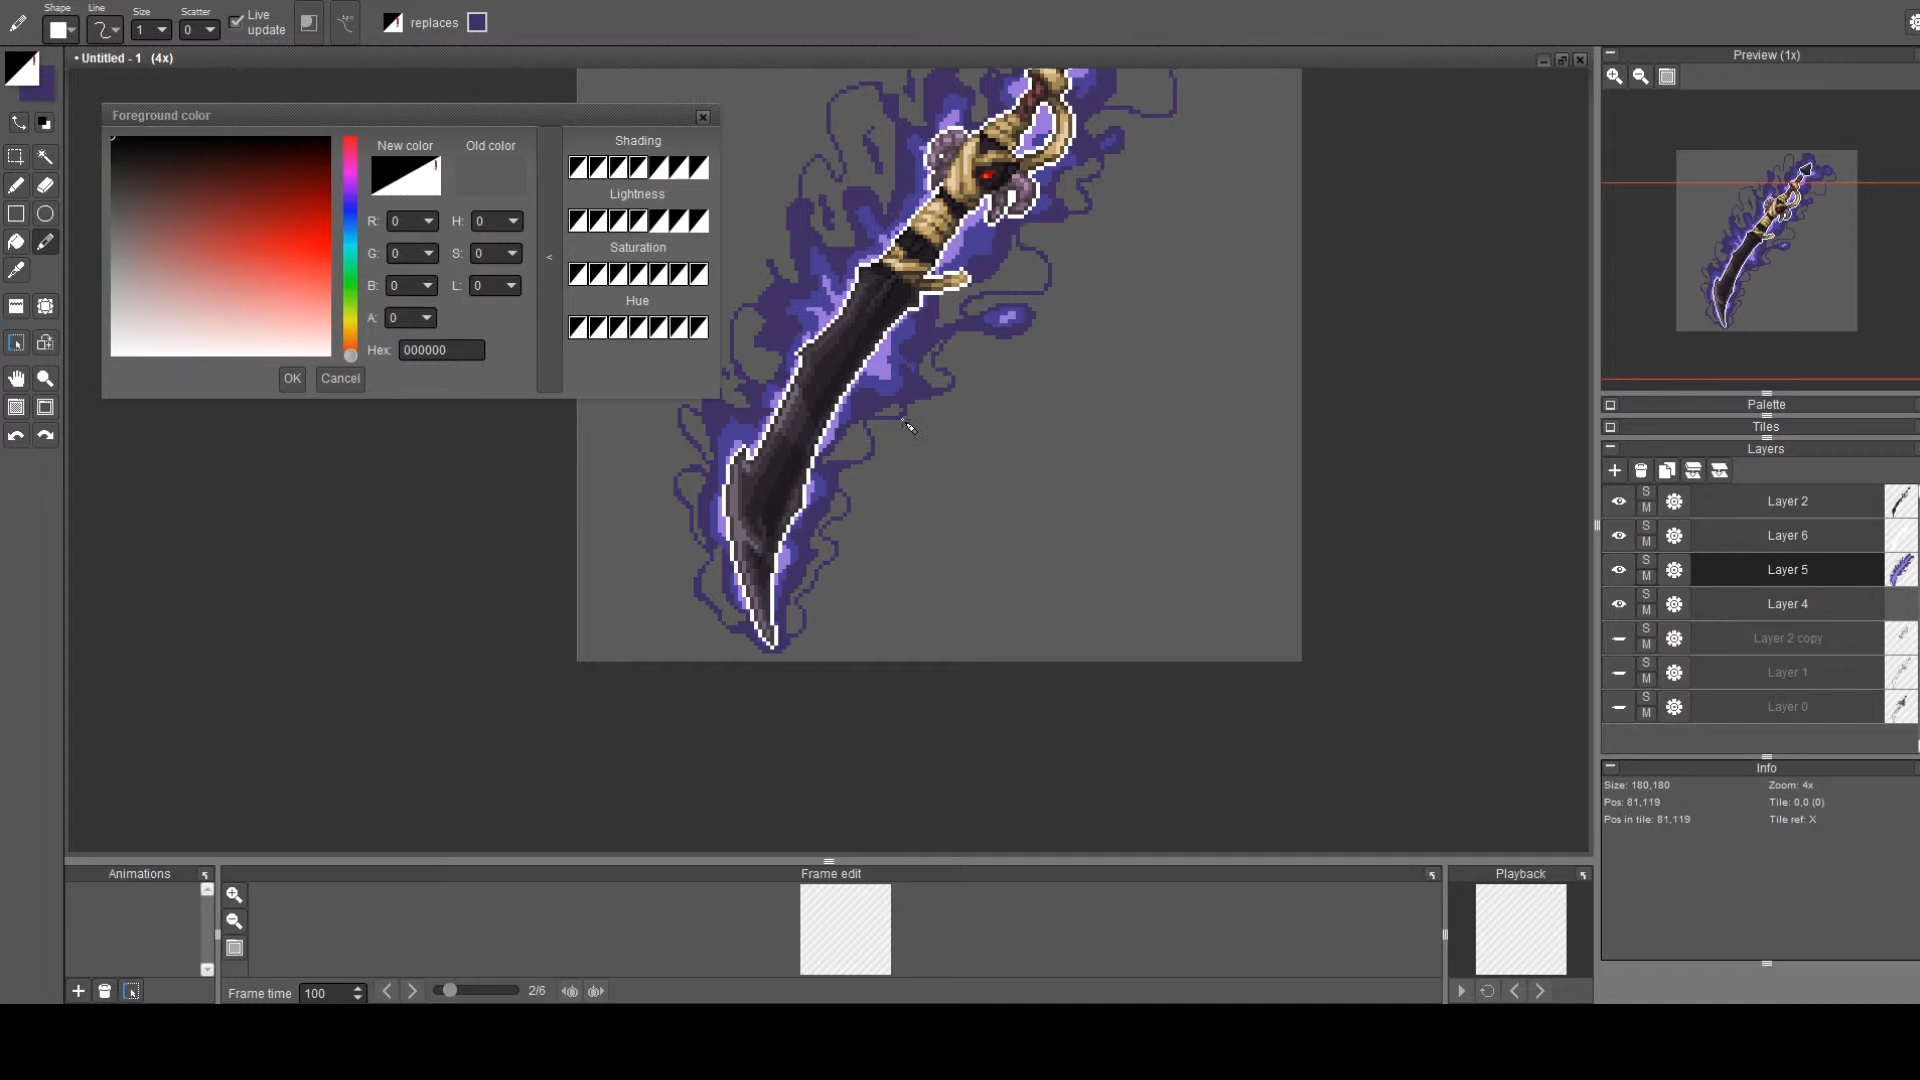 Shape Line Size Scatter Live update
1 0 replaces
Untitled - 1 (4x)
Preview (1x)
Foreground color
New color Old color
R: 0 H: 0
G: 0 S: 0
B: 0 L: 0
A: 0
Hex: 000000
OK Cancel
<
Shading
Lightness
Saturation
Hue
Palette
Tiles
Layers
S M Layer 2
S M Layer 6
S M Layer 5
S M Layer 4
S M Layer 2 copy
S M Layer 1
S M Layer 0
Info
Size: 180,180 Zoom: 4x
Pos: 81,119 Tile: 0,0 (0)
Pos in tile: 81,119 Tile ref: X
Animations Frame edit Playback
Frame time 100 2/6